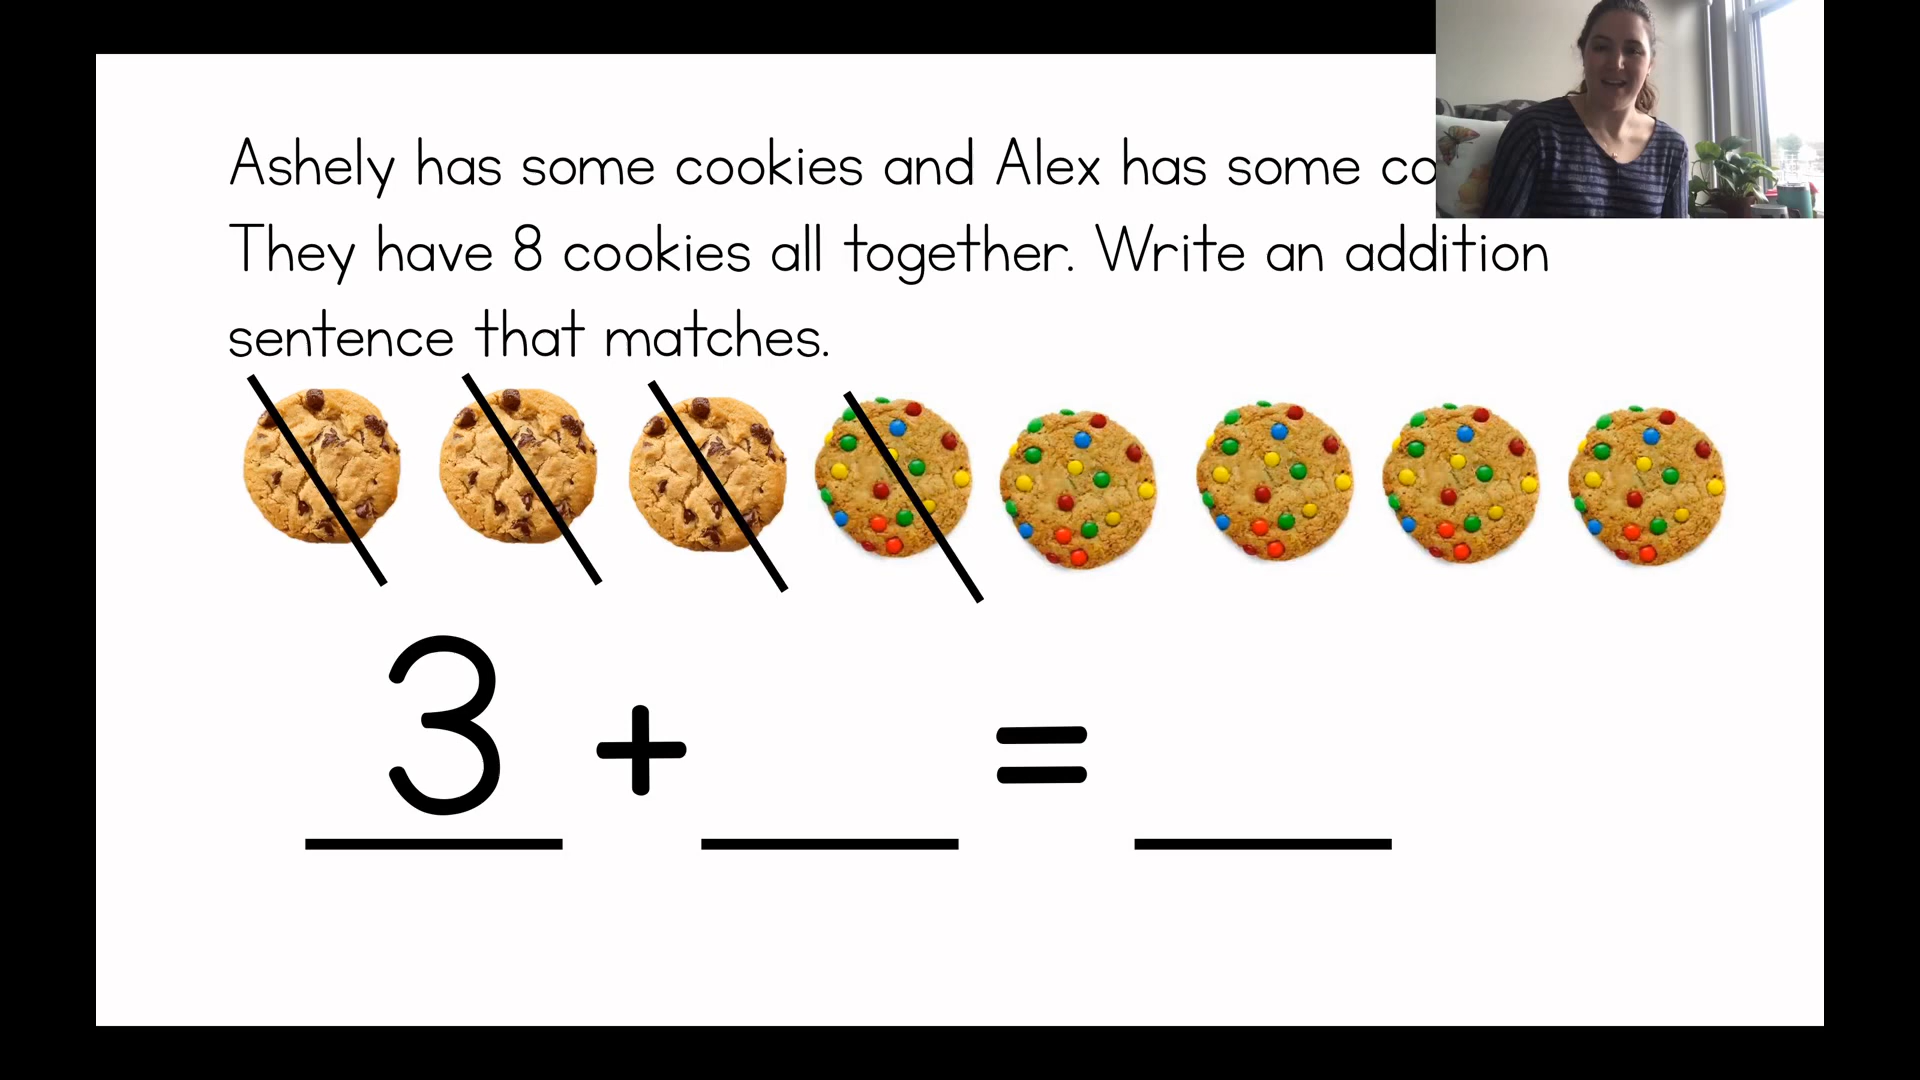 Ashely has some cookies and Alex has some co
They have 8 cookies all together. Write an addition
sentence that matches.
3 + ___ = ___